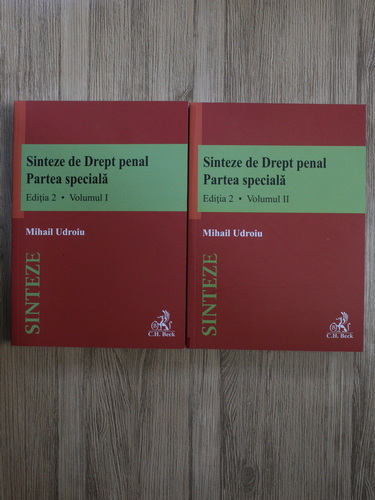 Sinteze de Drept penal
Partea specială
Ediția 2 • Volumul I
Mihail Udroiu
SINTEZE
C.H. Beck
Sinteze de Drept penal
Partea specială
Ediția 2 • Volumul II
Mihail Udroiu
SINTEZE
C.H. Beck